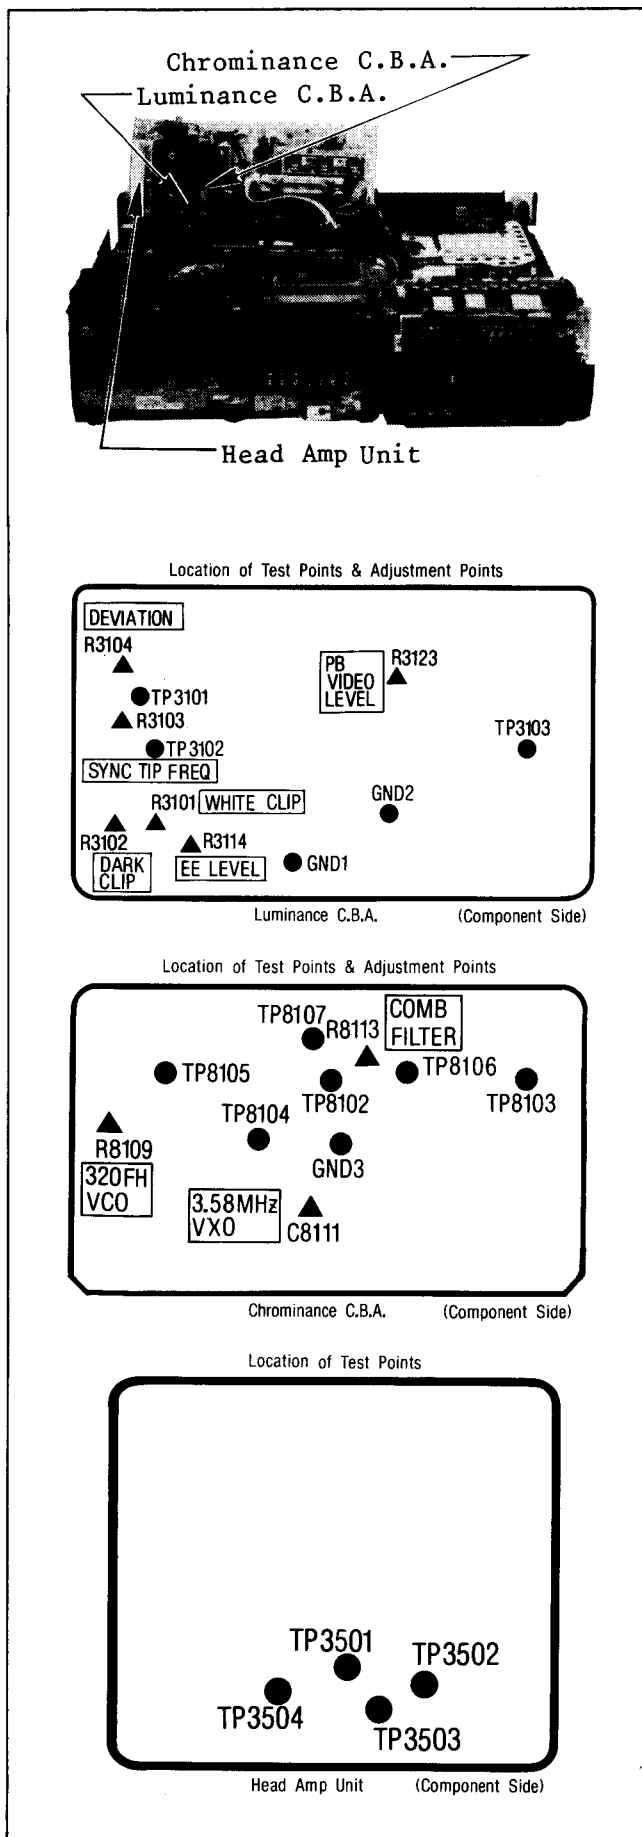 Chrominance C.B.A.
Luminance C.B.A.
Head Amp Unit
Location of Test Points & Adjustment Points
DEVIATION
R3104
TP3101
R3103
TP3102
SYNC TIP FREQ
R3101
WHITE CLIP
R3102
R3114
DARK
CLIP
EE LEVEL
GND1
PB
VIDEO
LEVEL
R3123
TP3103
GND2
Luminance C.B.A. (Component Side)
Location of Test Points & Adjustment Points
TP8107
R8113
COMB
FILTER
TP8105
TP8102
TP8106
TP8103
TP8104
R8109
GND3
320FH
VCO
3.58MHz
VXO
C8111
Chrominance C.B.A. (Component Side)
Location of Test Points
TP3501
TP3502
TP3504
TP3503
Head Amp Unit (Component Side)